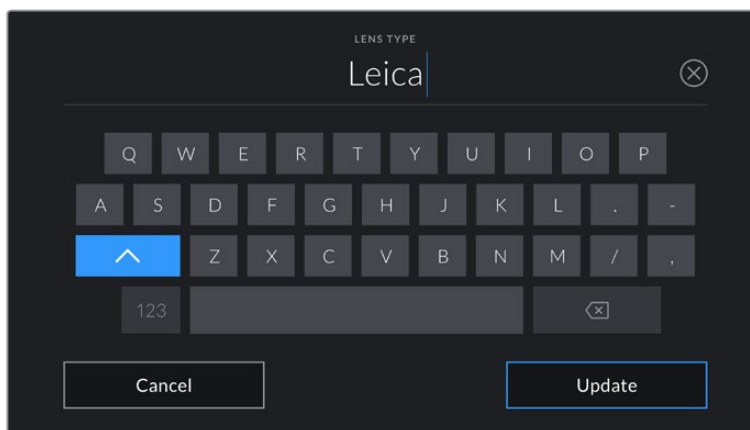 LENS TYPE
Leica
Q W E R T Y U I O P
A S D F G H J K L . -
Z X C V B N M / ,
123
Cancel Update